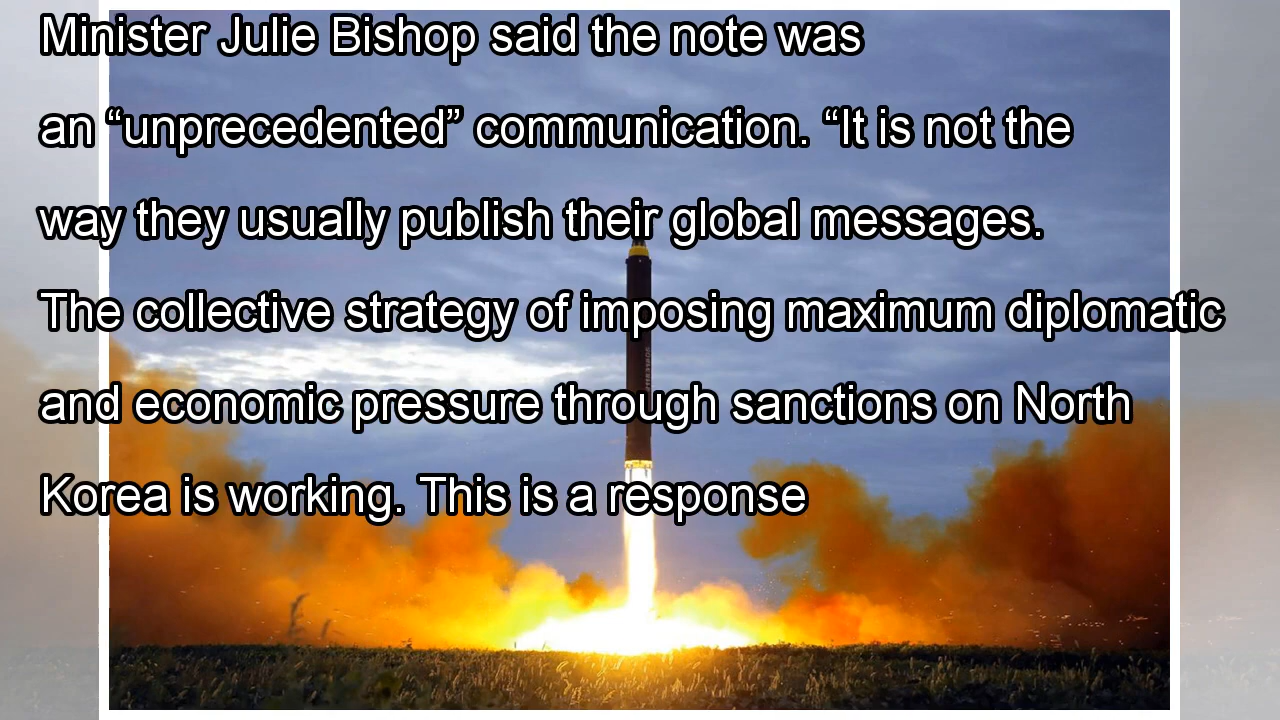 Minister Julie Bishop said the note was
an “unprecedented” communication. “It is not the
way they usually publish their global messages.
The collective strategy of imposing maximum diplomatic
and economic pressure through sanctions on North
Korea is working. This is a response